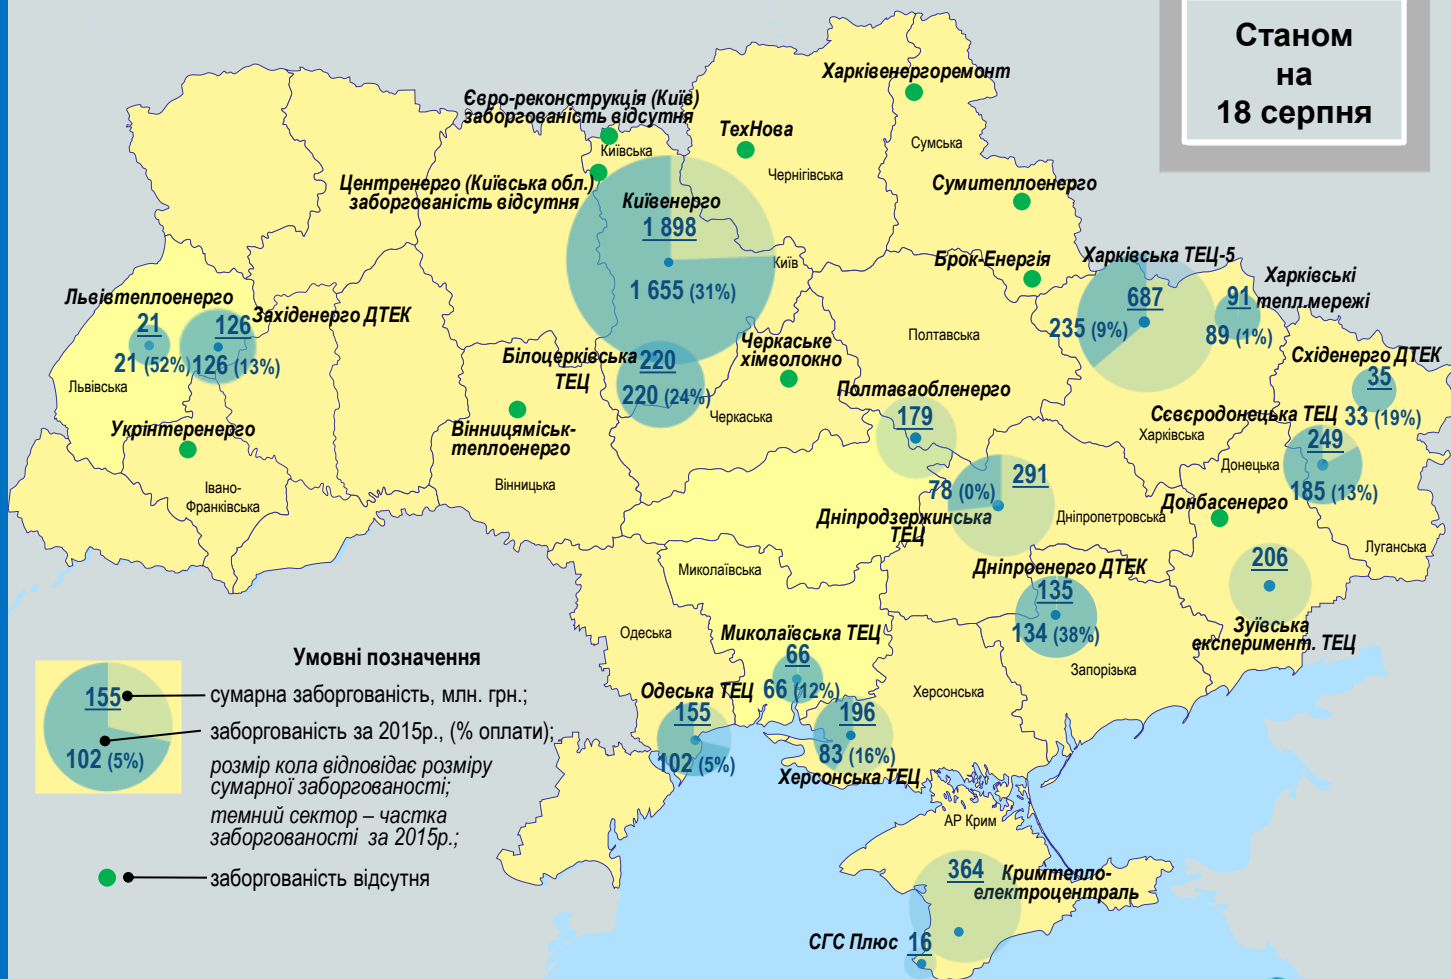 Станом
на
18 серпня
Харківенергоремонт
Євро-реконструкція (Київ)
заборгованість відсутня
ТехНова
Київська
Сумська
Чернігівська
Центренерго (Київська обл.)
заборгованість відсутня
Сумитеплоенерго
Київенерго
1 898
1 655 (31%)
Київ
Брок-Енергія
Харківська ТЕЦ-5
687
235 (9%)
Харківські
тепл.мережі
91
89 (1%)
Львівтеплоенерго
21
21 (52%)
Західенерго ДТЕК
126
126 (13%)
Львівська
Полтавська
Білоцерківська
ТЕЦ
220
220 (24%)
Черкаське
хімволокно
Черкаська
Східенерго ДТЕК
35
33 (19%)
Полтаваобленерго
179
Сєвєродонецька ТЕЦ
249
185 (13%)
Харківська
Донецька
Укрінтеренерго
Вінницяміськ-
теплоенерго
Вінницька
Івано-
Франківська
291
78 (0%)
Дніпродзержинська
ТЕЦ
Дніпропетровська
Донбасенерго
Луганська
206
Зуївська
експеримент. ТЕЦ
Дніпроенерго ДТЕК
135
134 (38%)
Запорізька
Миколаївська
Одеська
Миколаївська ТЕЦ
66
66 (12%)
Херсонська
Одеська ТЕЦ
155
102 (5%)
196
83 (16%)
Херсонська ТЕЦ
АР Крим
364
Кримтепло-
електроцентраль
СГС Плюс
16
Умовні позначення
155
102 (5%)
сумарна заборгованість, млн. грн.;
заборгованість за 2015р., (% оплати);
розмір кола відповідає розміру
сумарної заборгованості;
темний сектор – частка
заборгованості за 2015р.;
заборгованість відсутня